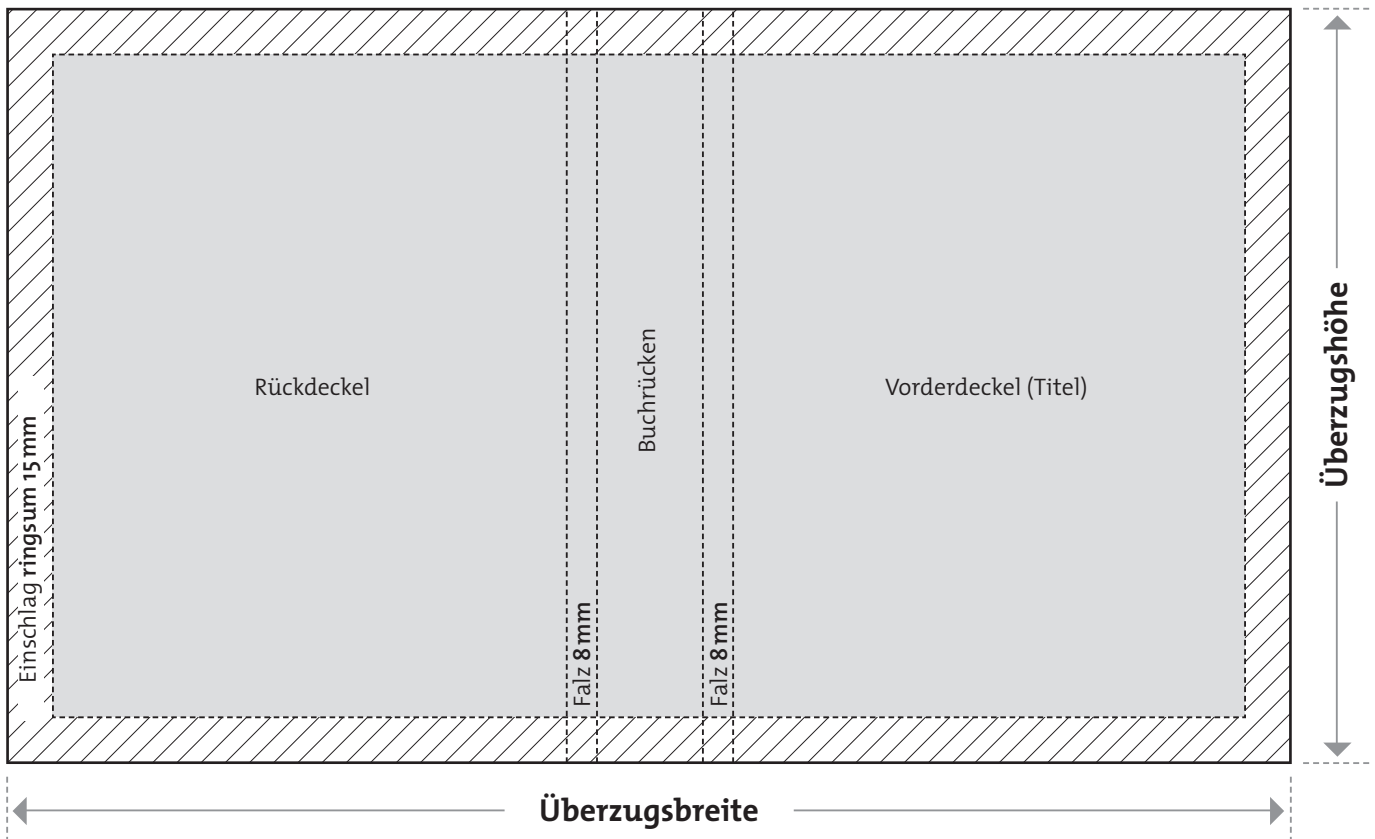 Rückdeckel
Buchrücken
Vorderdeckel (Titel)
Einschlag ringsum 15 mm
Falz 8 mm
Falz 8 mm
Überzugshöhe
Überzugsbreite